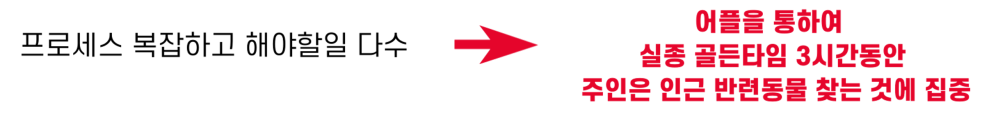 프로세스 복잡하고 해야할일 다수
어플을 통하여
실종 골든타임 3시간동안
주인은 인근 반련동물 찾는 것에 집중